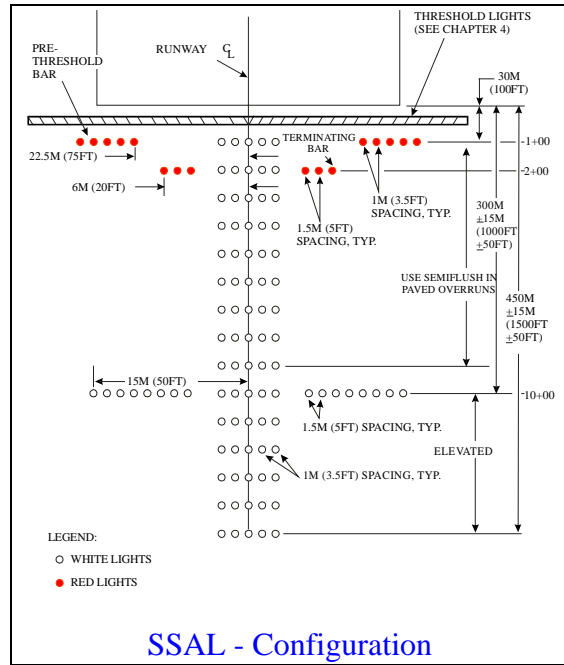 THRESHOLD LIGHTS
(SEE CHAPTER 4)
PRE-
THRESHOLD
BAR
RUNWAY
CL
30M
(100FT)
TERMINATING
BAR
1+00
22.5M (75FT)
2+00
6M (20FT)
1M (3.5FT)
SPACING, TYP.
1.5M (5FT)
SPACING, TYP.
300M
±15M
(1000FT
±50FT)
USE SEMIFLUSH IN
PAVED OVERRUNS
450M
±15M
(1500FT
±50FT)
15M (50FT)
10+00
1.5M (5FT) SPACING, TYP.
ELEVATED
1M (3.5FT) SPACING, TYP.
LEGEND:
WHITE LIGHTS
RED LIGHTS
SSAL - Configuration